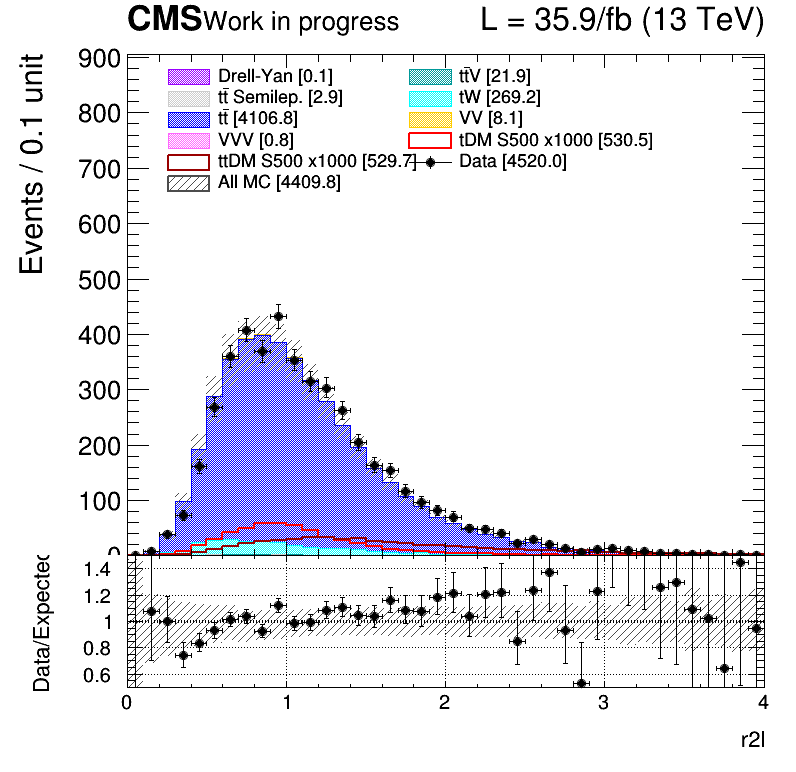 CMS Work in progress L = 35.9/fb (13 TeV)
Events / 0.1 unit
900
800
700
600
500
400
300
200
100
0
Drell-Yan [0.1] tt̄V [21.9]
tt̄ Semilep. [2.9] tW [269.2]
tt̄ [4106.8] VV [8.1]
VVV [0.8] tDM S500 x1000 [530.5]
ttDM S500 x1000 [529.7] Data [4520.0]
All MC [4409.8]
Data/Expected
1.4
1.2
1
0.8
0.6
0 1 2 3 4
r2l